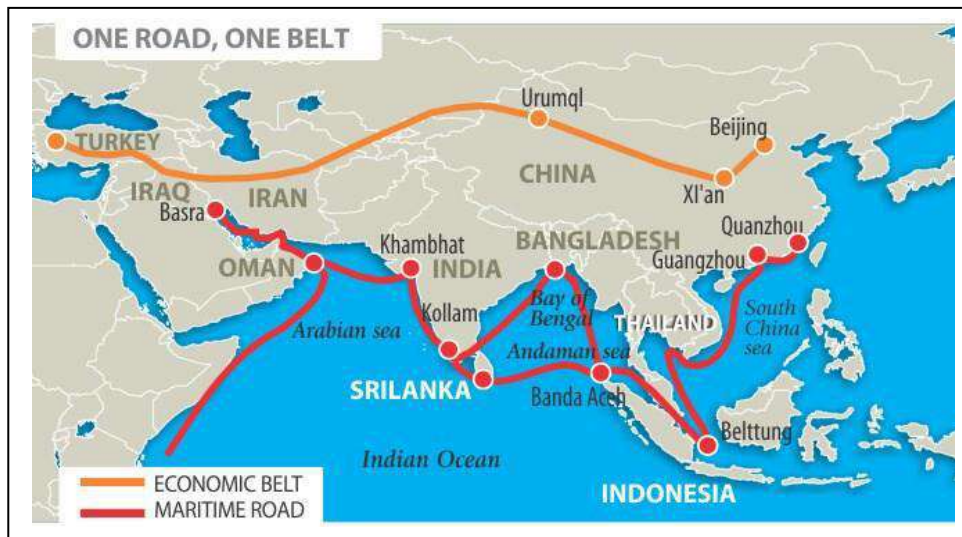 ONE ROAD, ONE BELT
Urumql
Beijing
TURKEY
CHINA
XI'an
IRAQ
IRAN
Basra
Quanzhou
Khambhat
BANGLADESH
Guangzhou
OMAN
INDIA
Kollam
Bay of
Bengal
South
China
sea
THAILAND
Arabian sea
Andaman sea
SRILANKA
Banda Aceh
Belttung
Indian Ocean
INDONESIA
ECONOMIC BELT
MARITIME ROAD